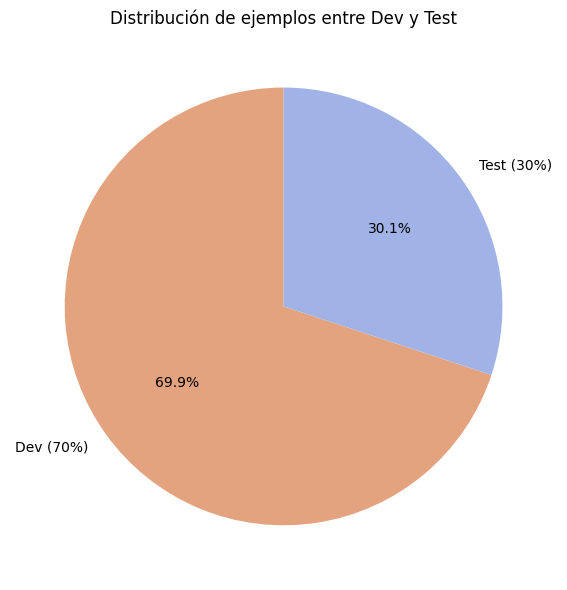 Distribución de ejemplos entre Dev y Test
Test (30%)
30.1%
69.9%
Dev (70%)